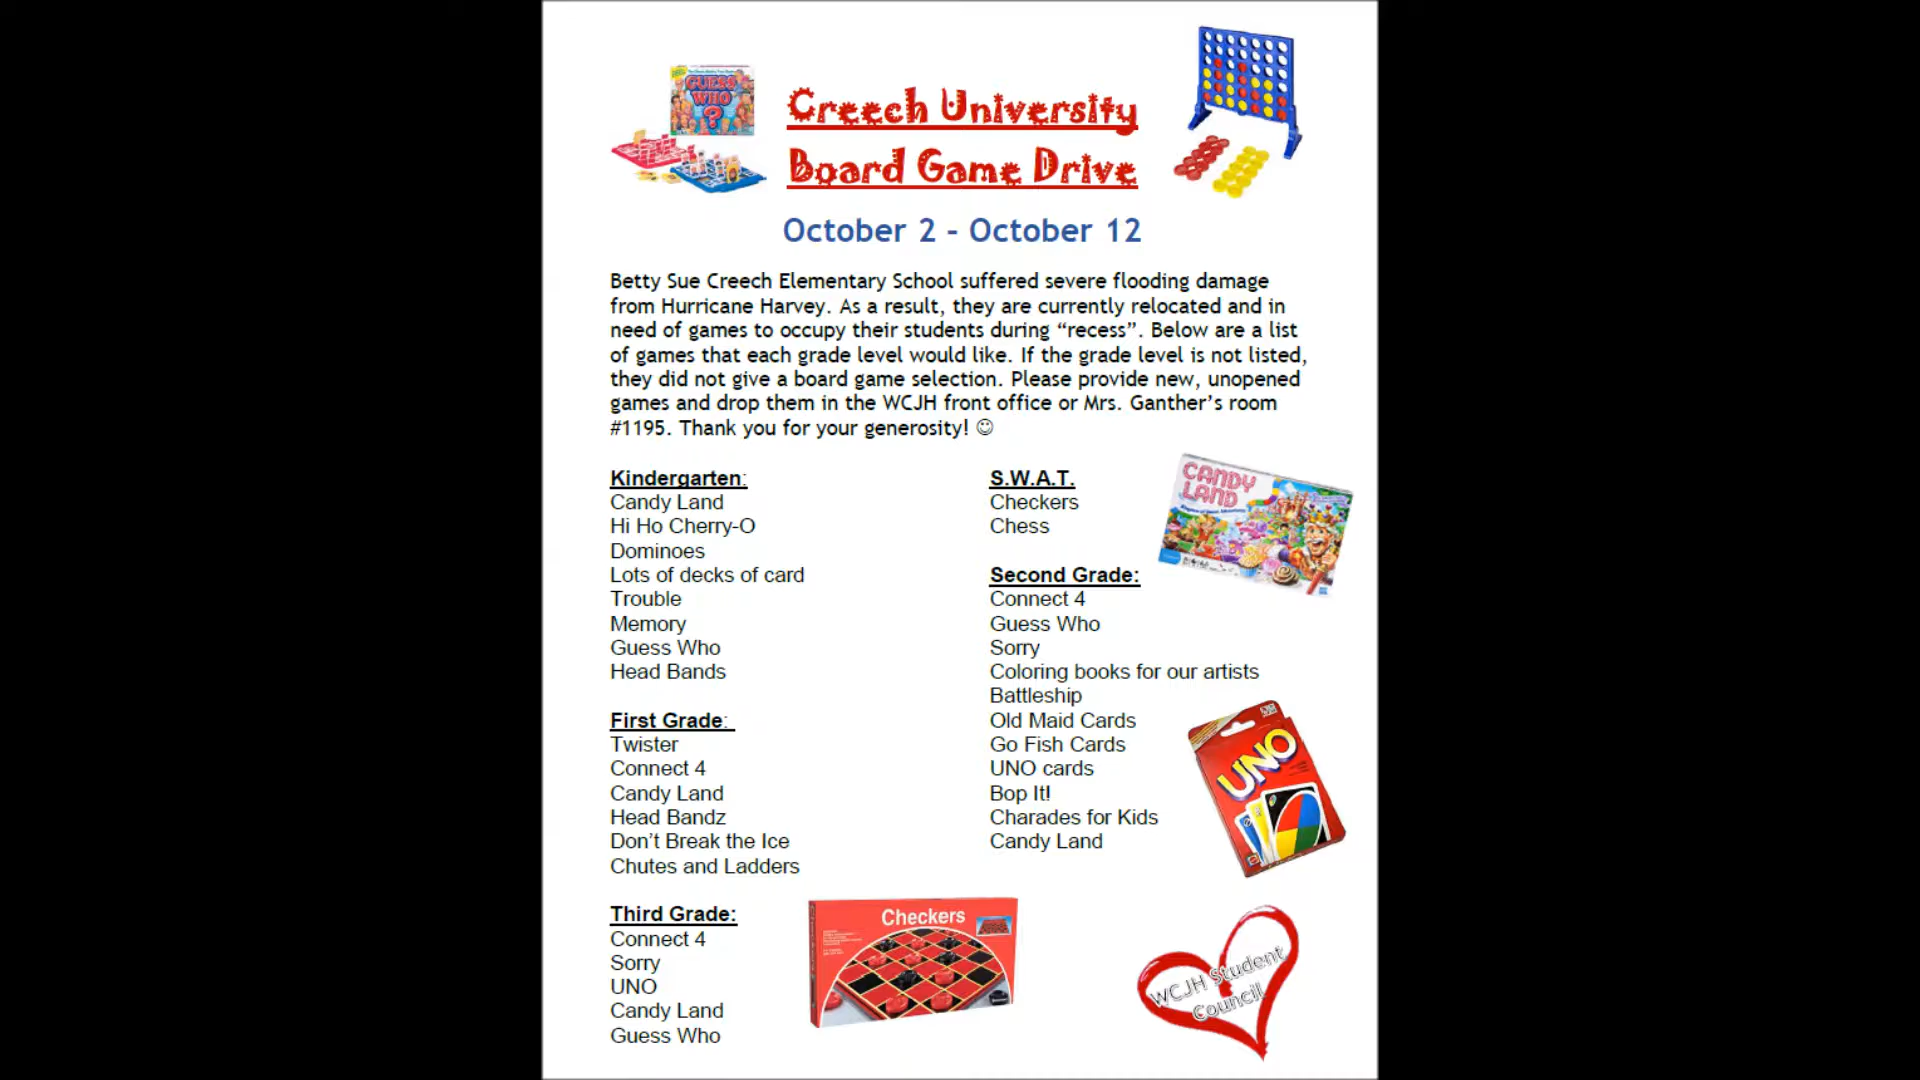 Creech University
Board Game Drive
October 2 - October 12
Betty Sue Creech Elementary School suffered severe flooding damage
from Hurricane Harvey. As a result, they are currently relocated and in
need of games to occupy their students during “recess”. Below are a list
of games that each grade level would like. If the grade level is not listed,
they did not give a board game selection. Please provide new, unopened
games and drop them in the WCJH front office or Mrs. Ganther’s room
#1195. Thank you for your generosity! ☺
Kindergarten:
Candy Land
Hi Ho Cherry-O
Dominoes
Lots of decks of card
Trouble
Memory
Guess Who
Head Bands
First Grade:
Twister
Connect 4
Candy Land
Head Bandz
Don’t Break the Ice
Chutes and Ladders
Third Grade:
Connect 4
Sorry
UNO
Candy Land
Guess Who
S.W.A.T.
Checkers
Chess
Second Grade:
Connect 4
Guess Who
Sorry
Coloring books for our artists
Battleship
Old Maid Cards
Go Fish Cards
UNO cards
Bop It!
Charades for Kids
Candy Land
GUESS
WHO
?
CANDY
LAND
UNO
Checkers
WCJH Student
Council